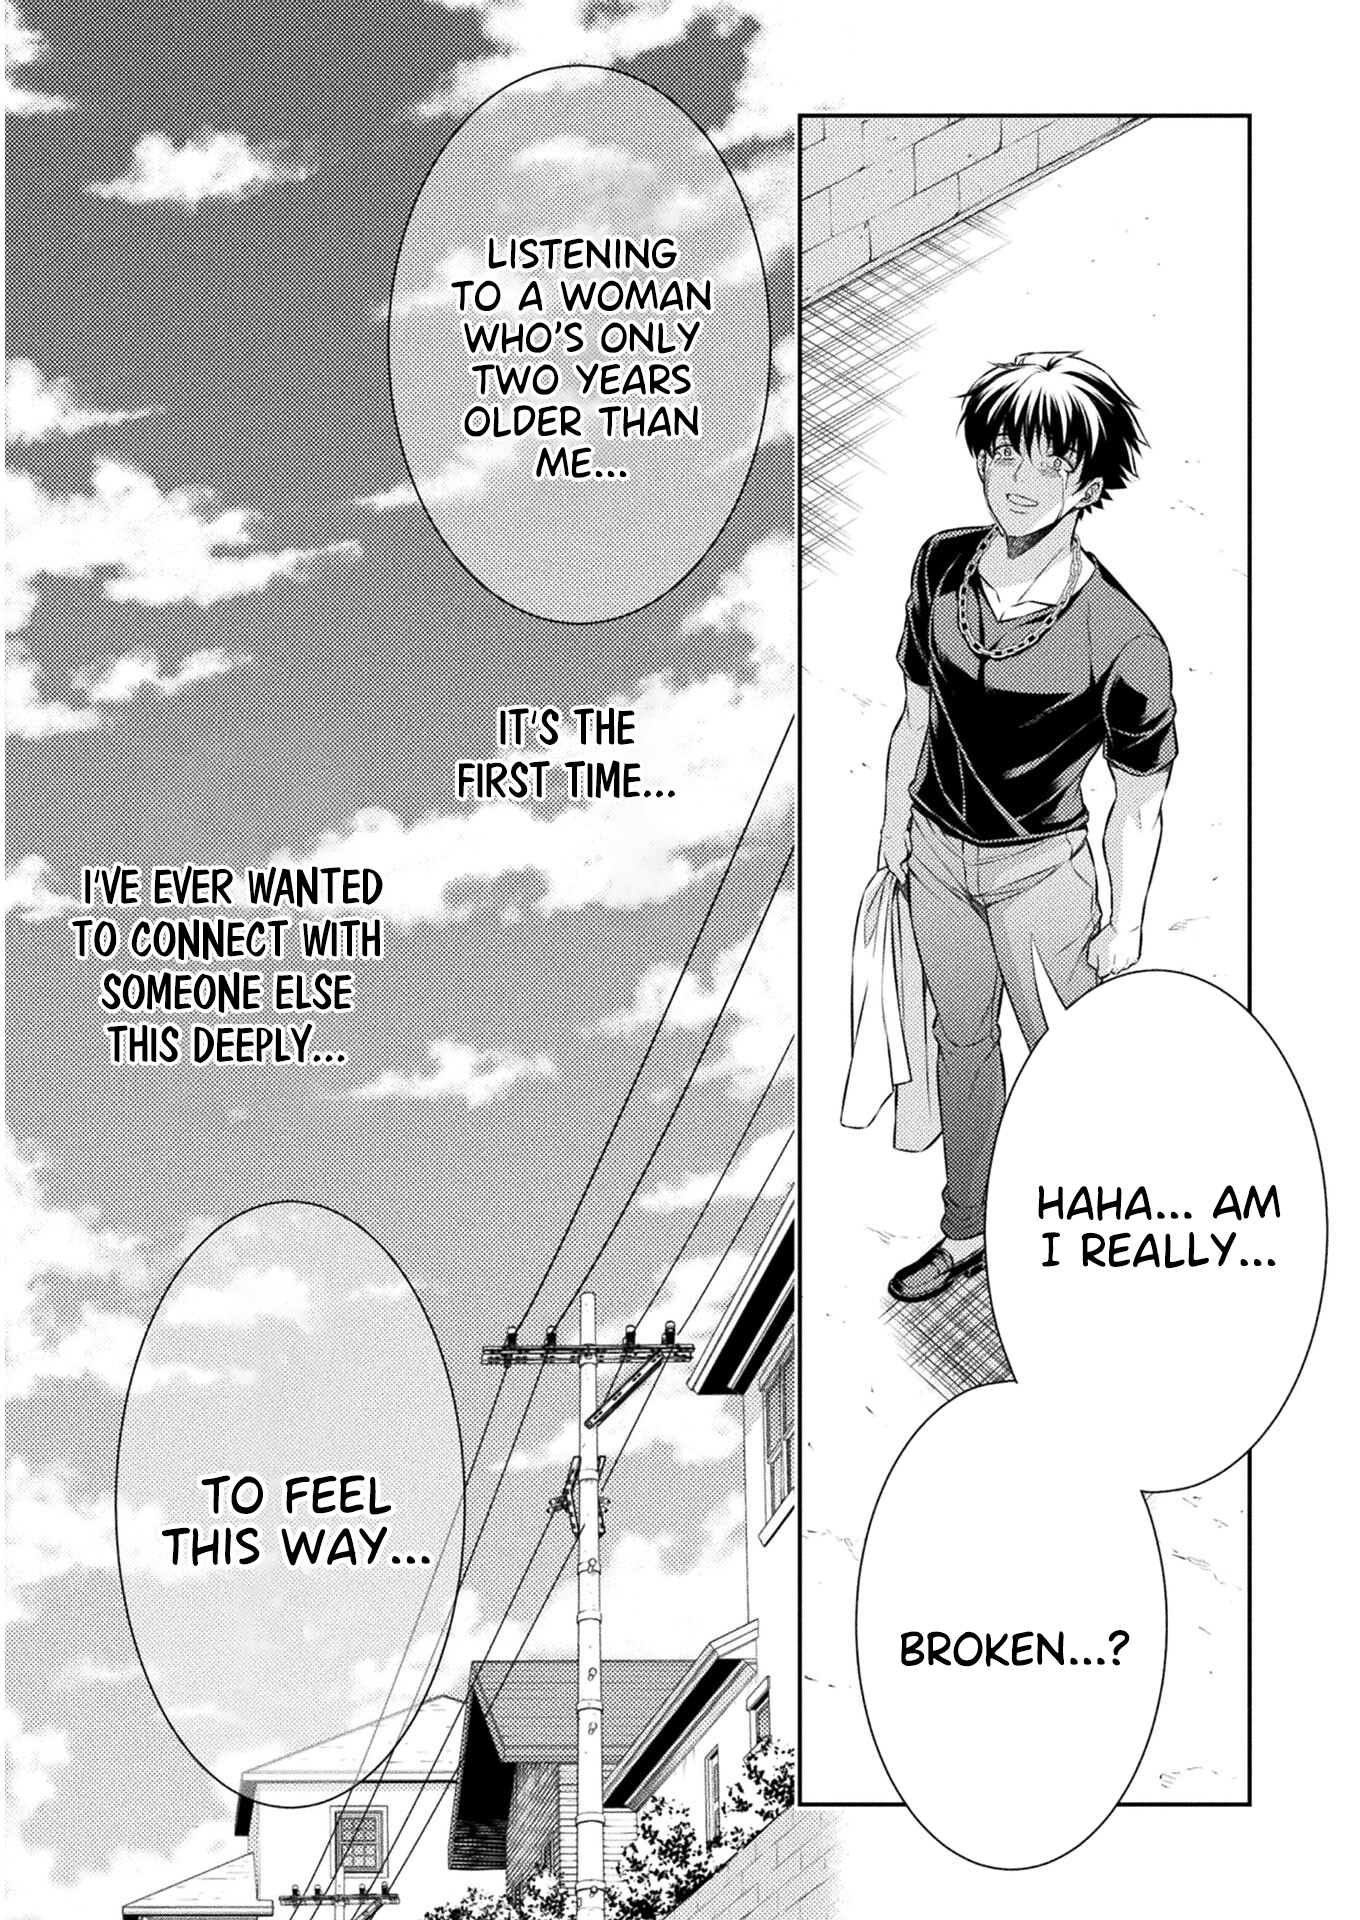 HAHA... AM
I REALLY...
BROKEN...?
LISTENING
TO A WOMAN
WHO'S ONLY
TWO YEARS
OLDER THAN
ME...
IT'S THE
FIRST TIME...
I'VE EVER WANTED
TO CONNECT WITH
SOMEONE ELSE
THIS DEEPLY...
TO FEEL
THIS WAY...